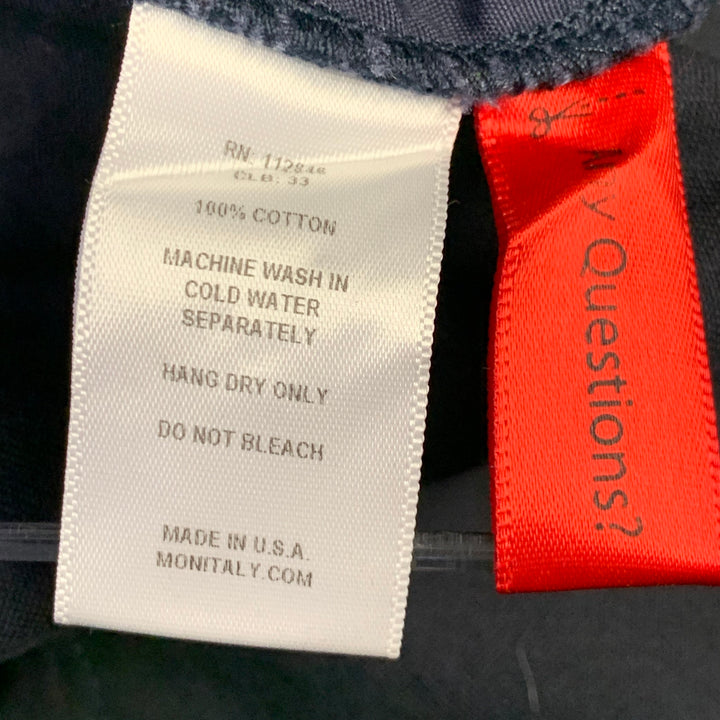 RN: 112846
CLB: 33
100% COTTON
MACHINE WASH IN
COLD WATER
SEPARATELY
HANG DRY ONLY
DO NOT BLEACH
MADE IN U.S.A.
MONITALY.COM
Any Questions?